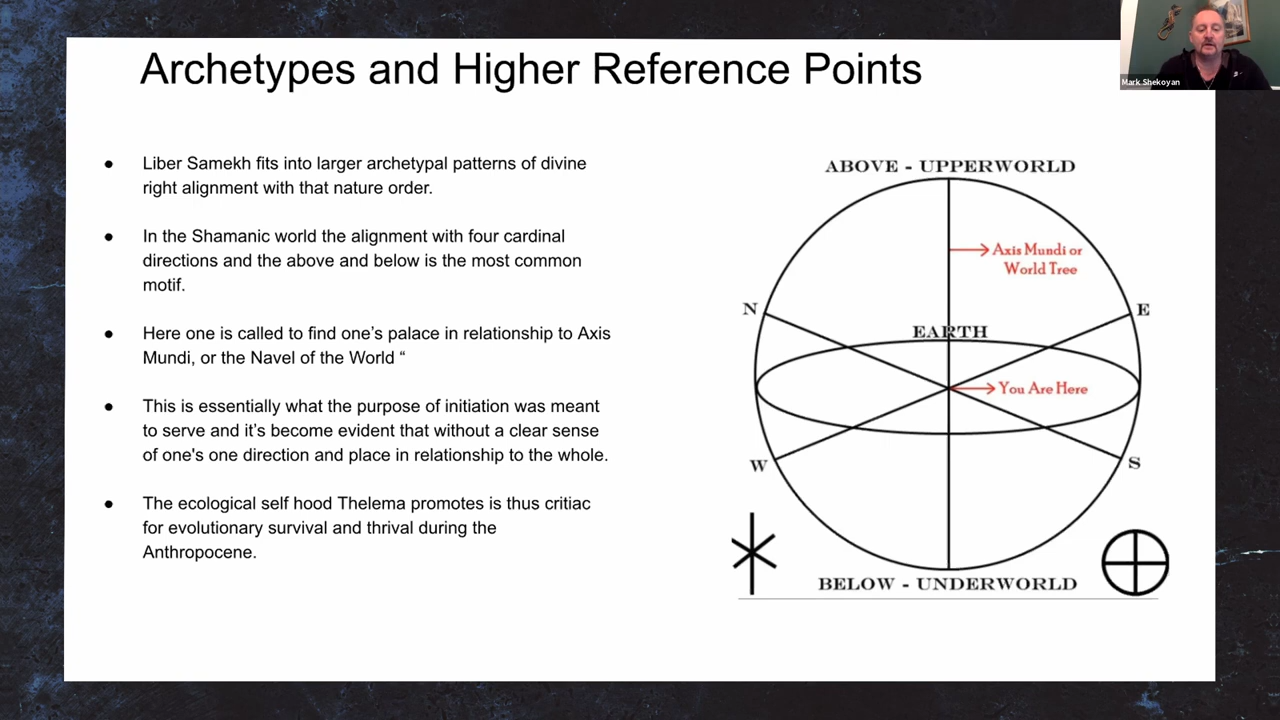 Archetypes and Higher Reference Points
Mark Shekoyan
● Liber Samekh fits into larger archetypal patterns of divine
right alignment with that nature order.
● In the Shamanic world the alignment with four cardinal
directions and the above and below is the most common
motif.
● Here one is called to find one's palace in relationship to Axis
Mundi, or the Navel of the World “
● This is essentially what the purpose of initiation was meant
to serve and it's become evident that without a clear sense
of one's one direction and place in relationship to the whole.
● The ecological self hood Thelema promotes is thus critiac
for evolutionary survival and thrival during the
Anthropocene.
ABOVE - UPPERWORLD
Axis Mundi or
World Tree
N
E
EARTH
You Are Here
W
S
BELOW - UNDERWORLD